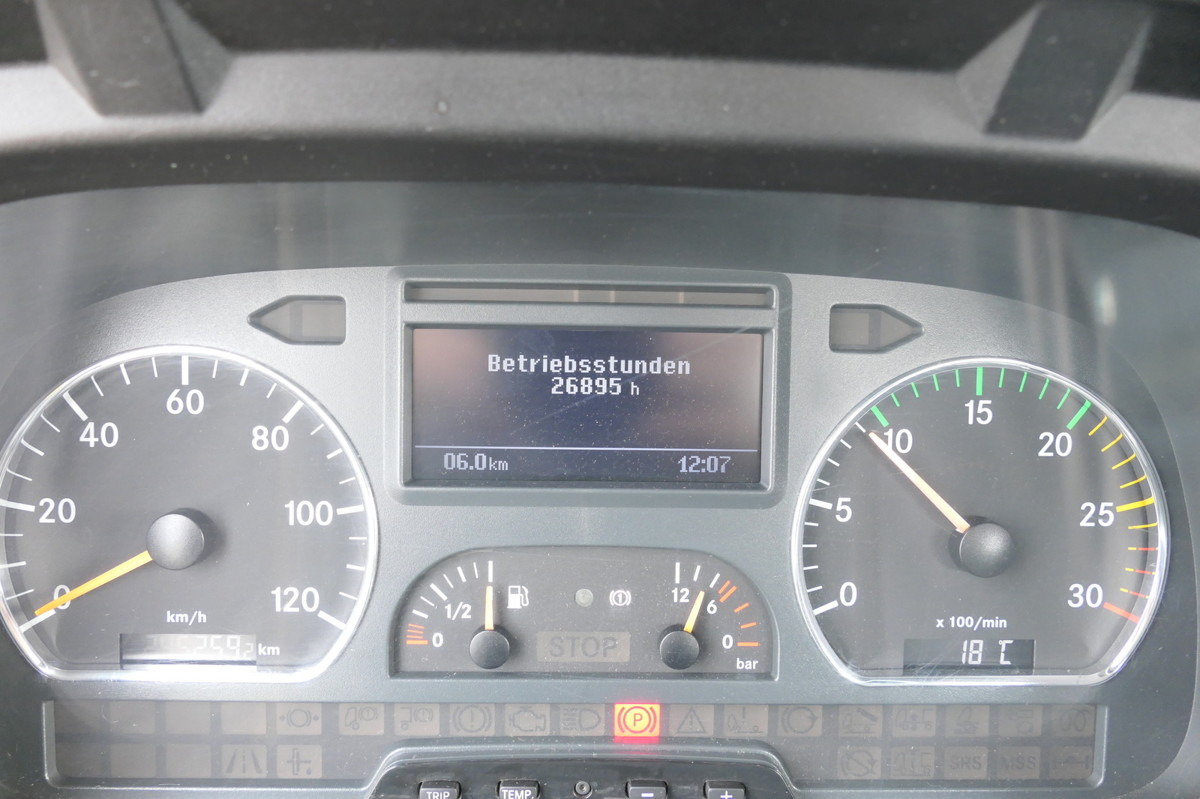 Betriebsstunden
26895 h
06.0km 12:07
0 20 40 60 80 100 120
km/h
km
0 1/2
STOP
12 6 0
bar
0 5 10 15 20 25 30
x 100/min
18 °C
P
SRS MSS
TRIP TEMP. - +